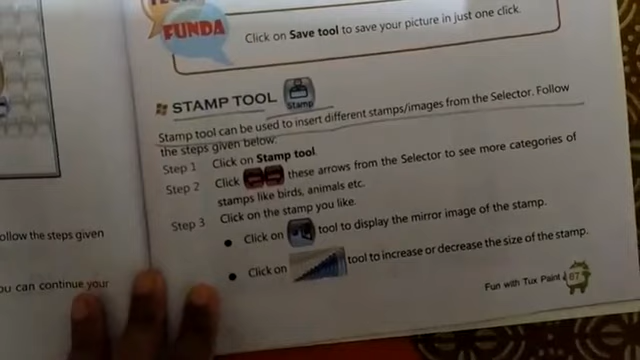 FUNDA
Click on Save tool to save your picture in just one click.
STAMP TOOL
Stamp
Stamp tool can be used to insert different stamps/images from the Selector. Follow
the steps given below.
Step 1 Click on Stamp tool
Step 2 Click these arrows from the Selector to see more categories of
stamps like birds, animals etc.
Step 3 Click on the stamp you like.
Click on tool to display the mirror image of the stamp.
Click on tool to increase or decrease the size of the stamp.
Fun with Tux Paint 67
ollow the steps given
ou can continue your